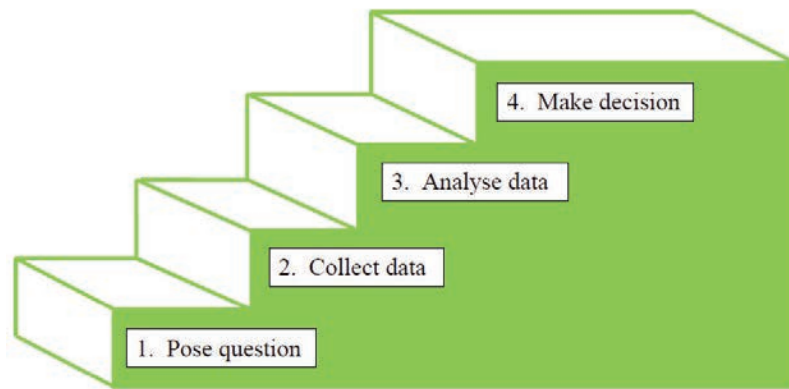 4. Make decision
3. Analyse data
2. Collect data
1. Pose question